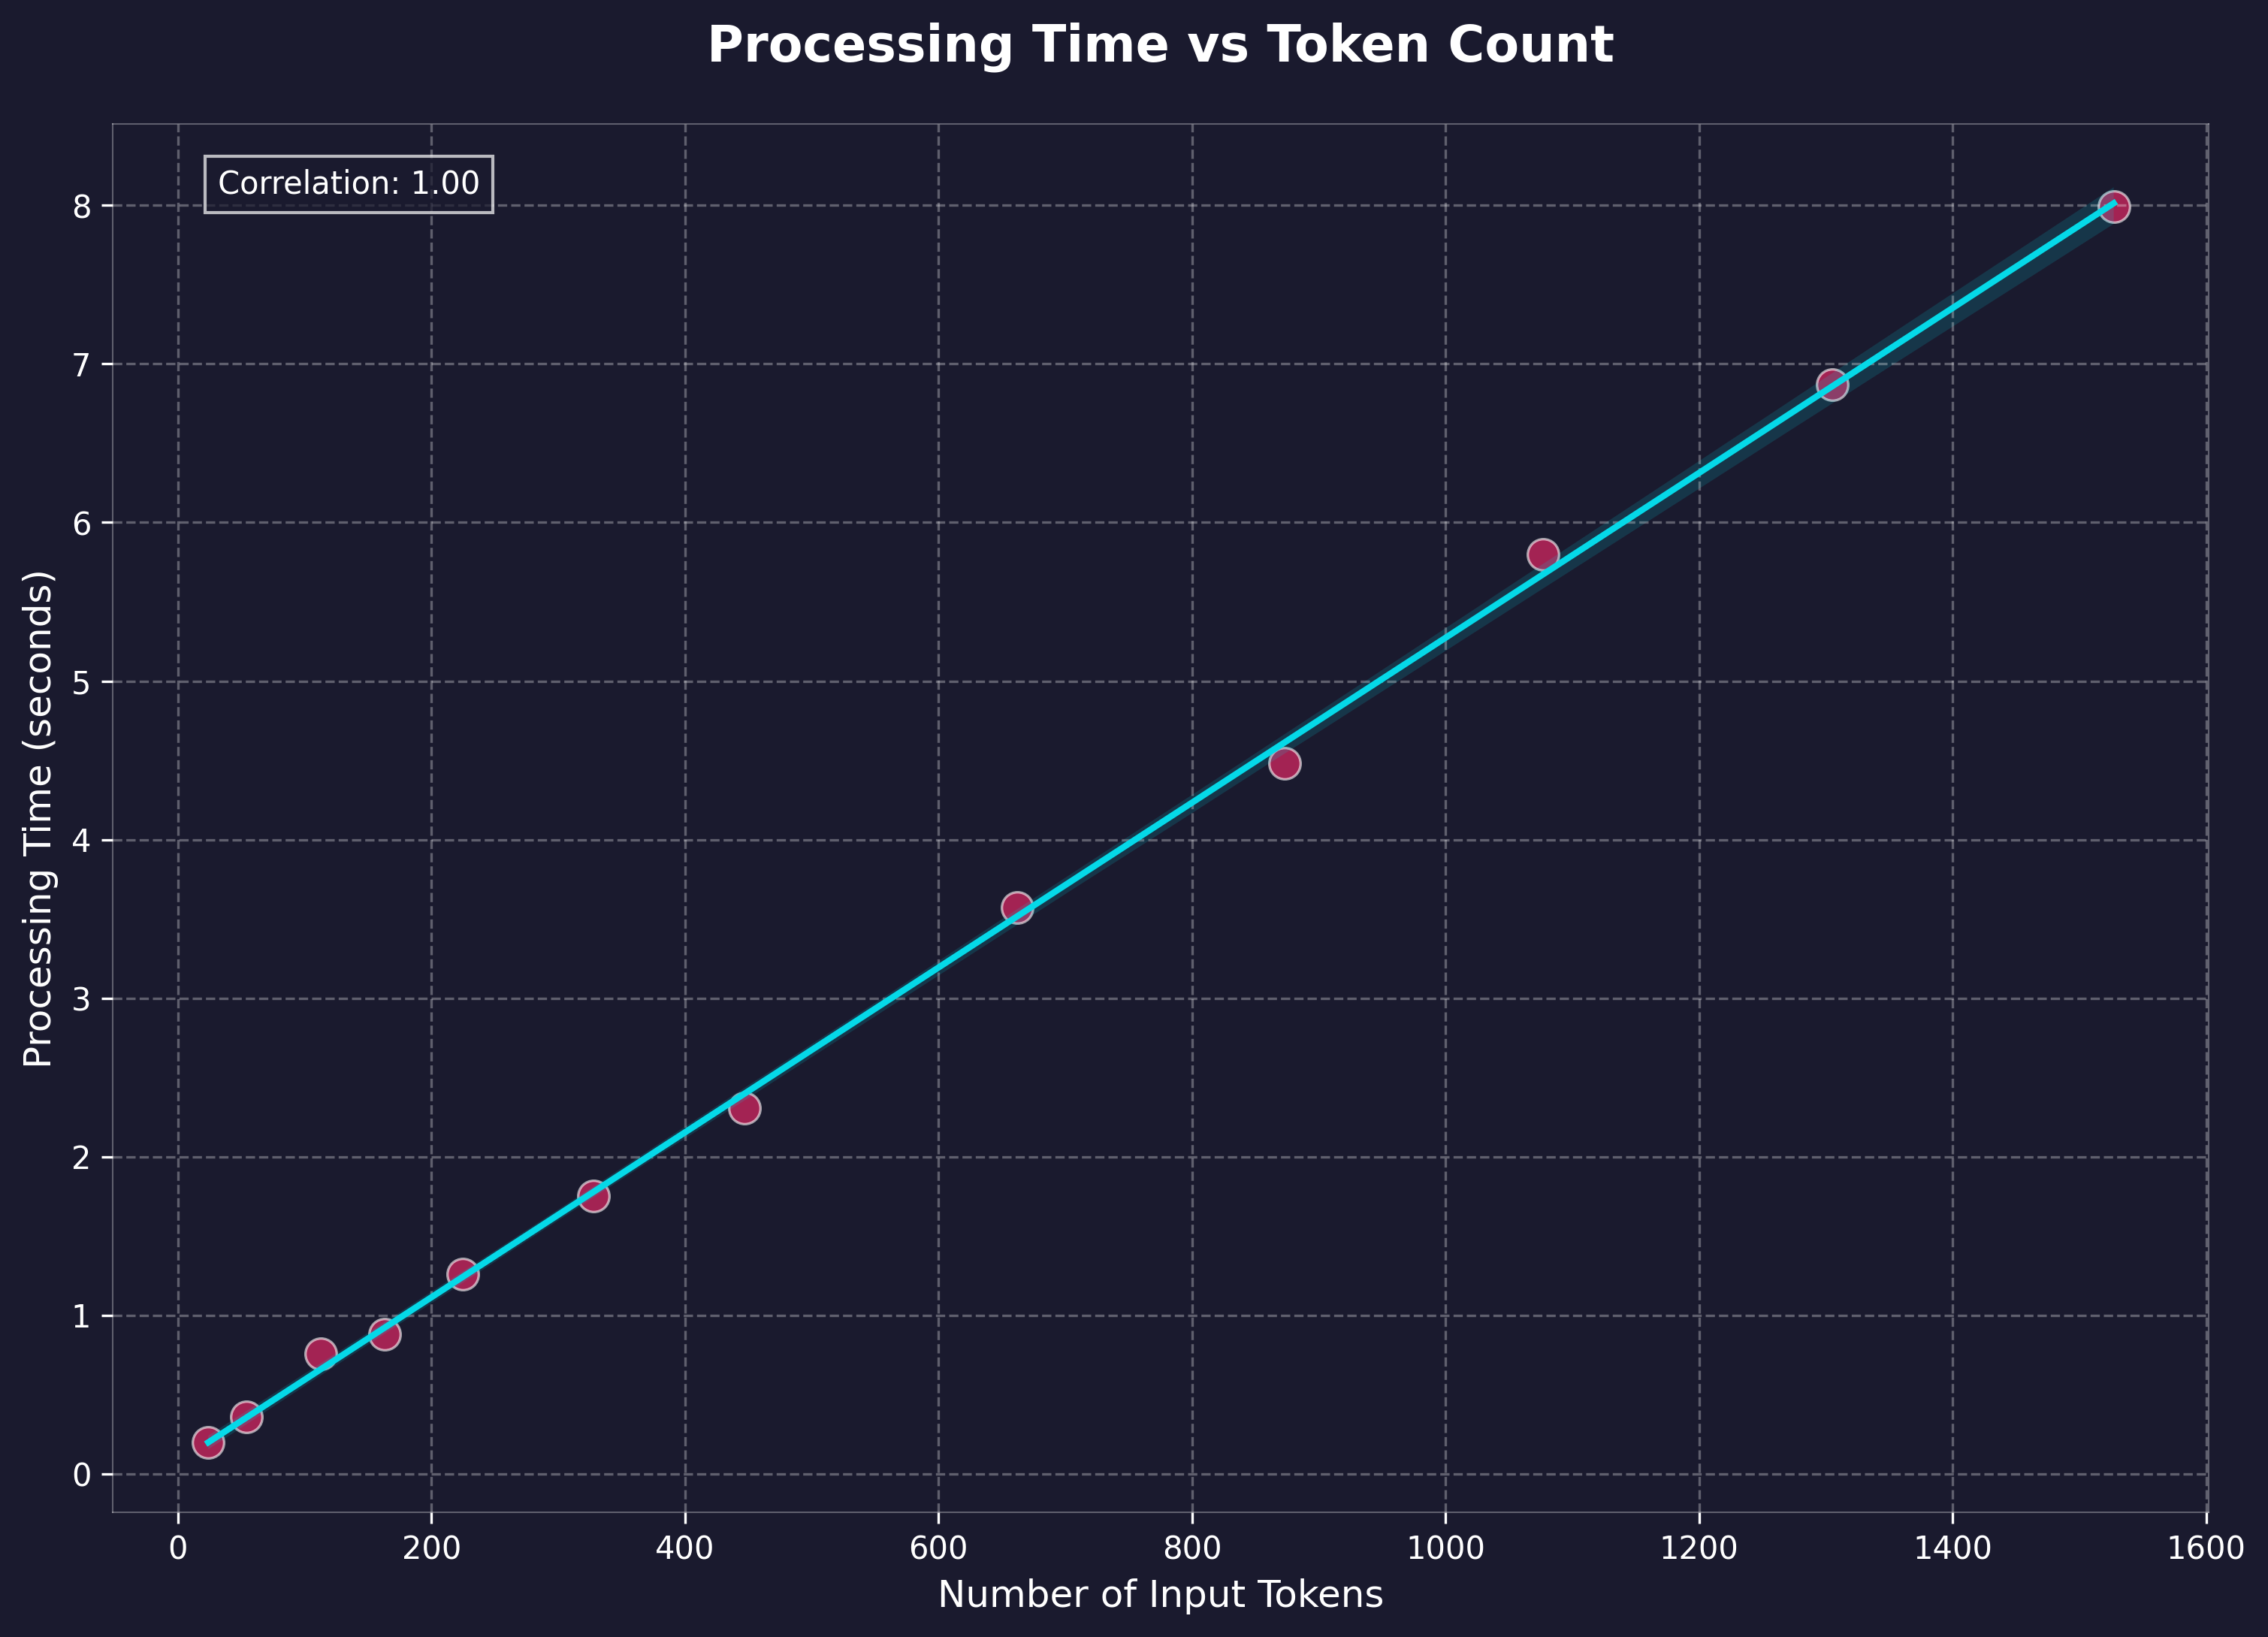 Processing Time vs Token Count
Correlation: 1.00
8
7
6
5
4
3
2
1
0
Processing Time (seconds)
0 200 400 600 800 1000 1200 1400 1600
Number of Input Tokens